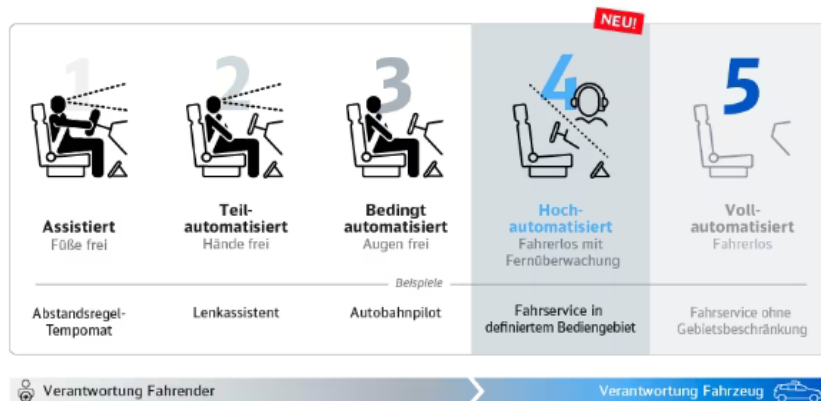 NEU!
1
2
3
4
5
Assistiert
Füße frei
Teil-
automatisiert
Hände frei
Bedingt
automatisiert
Augen frei
Hoch-
automatisiert
Fahrerlos mit
Fernüberwachung
Voll-
automatisiert
Fahrerlos
Beispiele
Abstandsregel-
Tempomat
Lenkassistent
Autobahnpilot
Fahrservice in
definiertem Bediengebiet
Fahrservice ohne
Gebietsbeschränkung
Verantwortung Fahrender
Verantwortung Fahrzeug